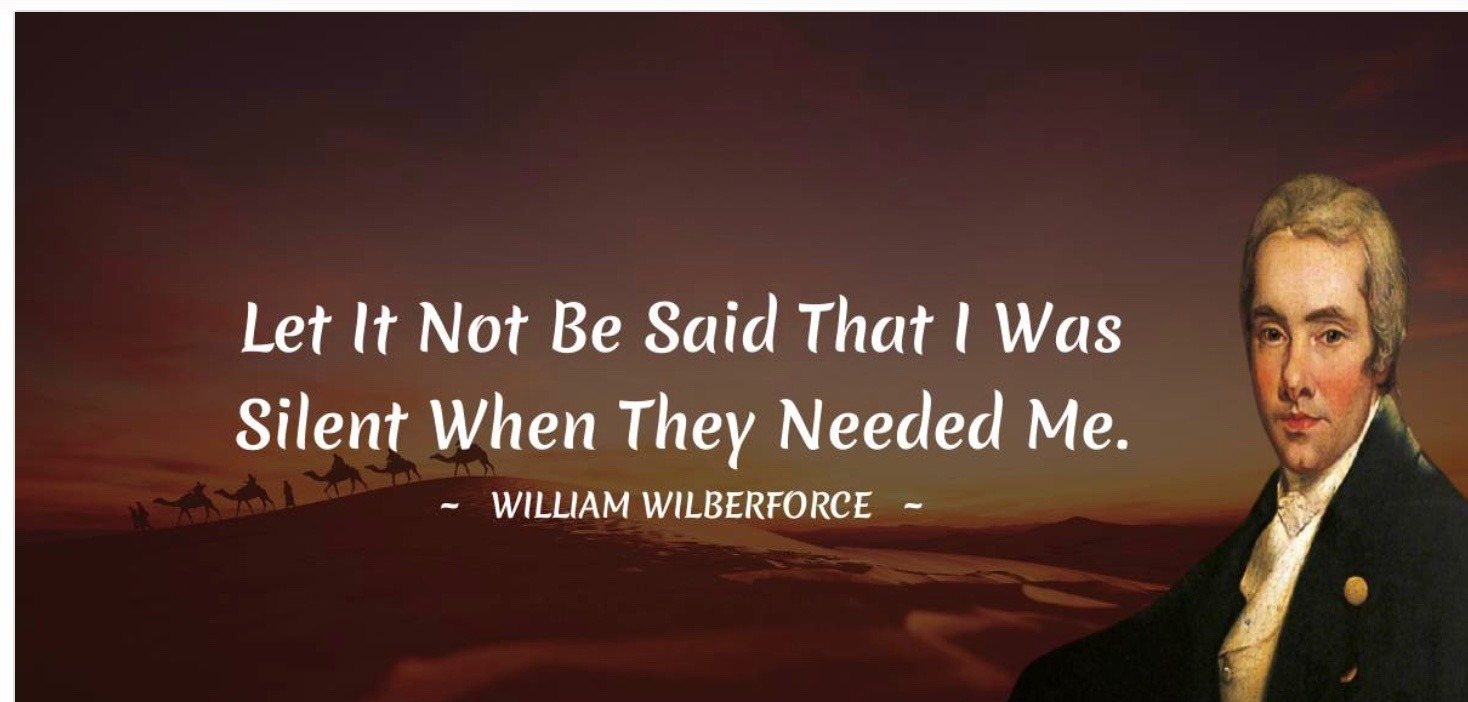 Let It Not Be Said That I Was
Silent When They Needed Me.
~ WILLIAM WILBERFORCE ~